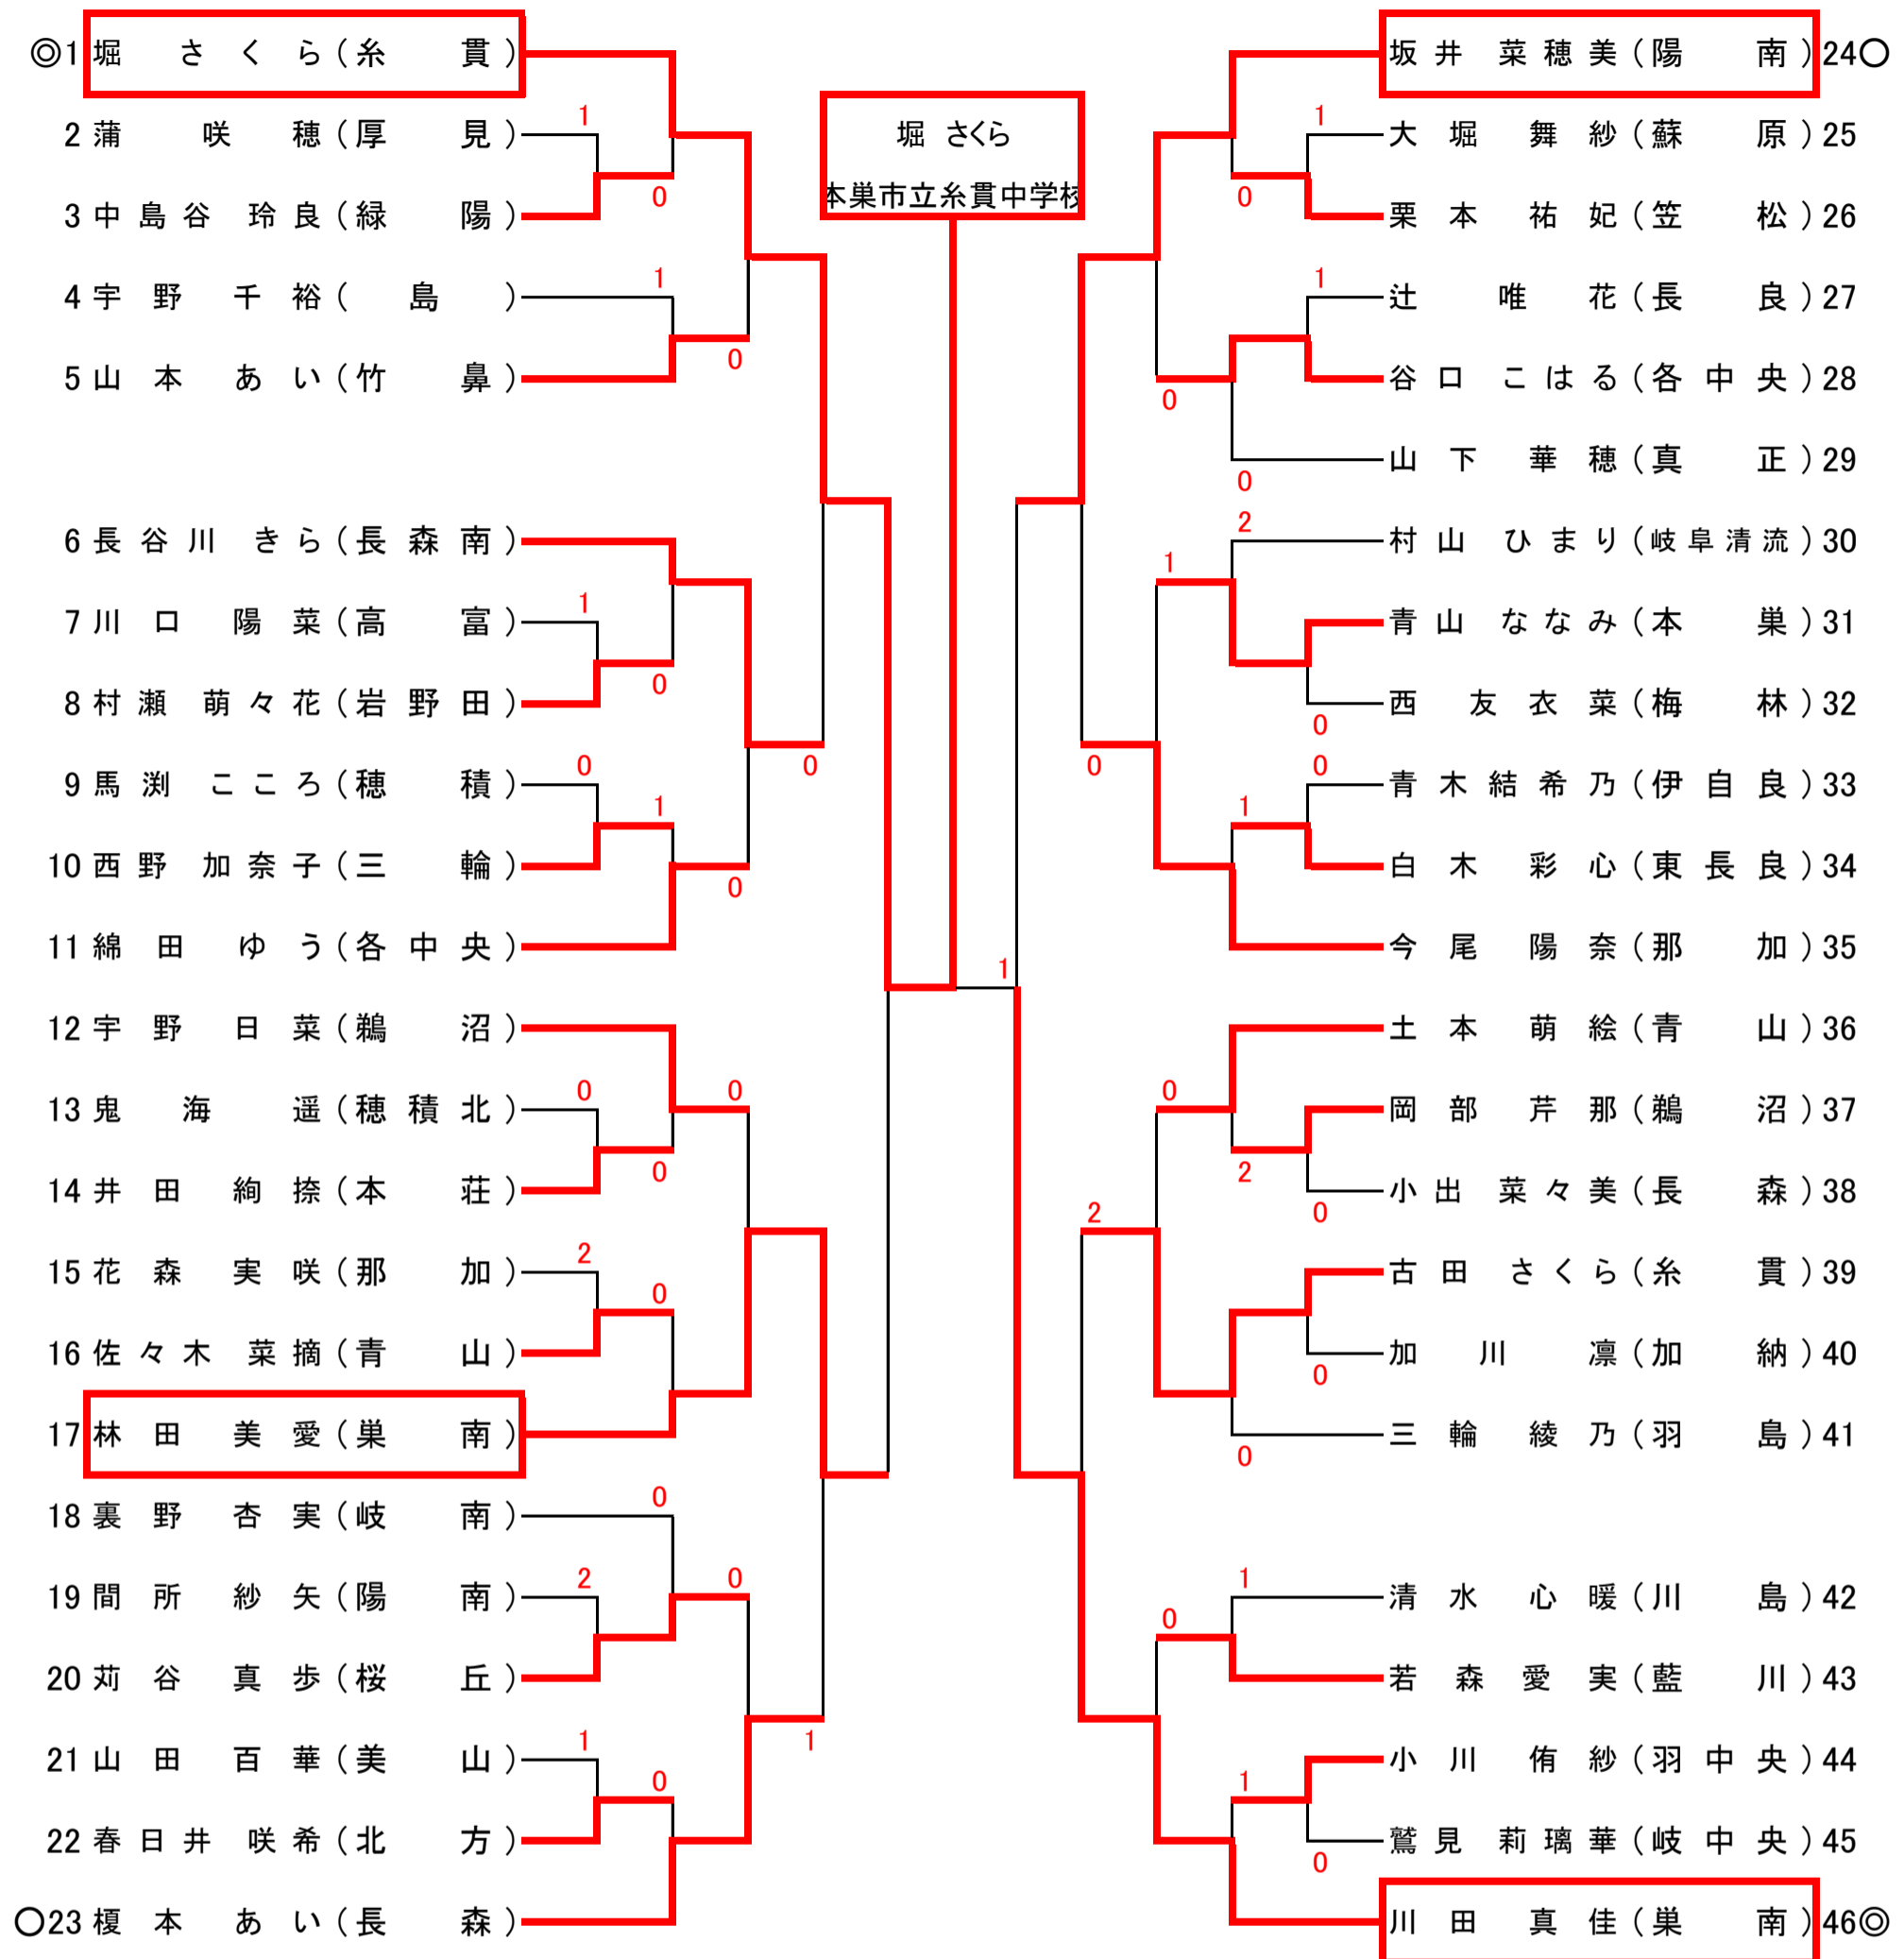 ◎1 堀 さくら(糸貫)
2 蒲 咲穂(厚見)
3 中島谷 玲良(緑陽)
4 宇野 千裕(島)
5 山本 あい(竹鼻)
6 長谷川 きら(長森南)
7 川口 陽菜(高富)
8 村瀬 萌々花(岩野田)
9 馬渕 こころ(穂積)
10 西野 加奈子(三輪)
11 綿田 ゆう(各中央)
12 宇野 日菜(鵜沼)
13 鬼海 遥(穂積北)
14 井田 絢捺(本荘)
15 花森 実咲(那加)
16 佐々木 菜摘(青山)
17 林田 美愛(巣南)
18 裏野 杏実(岐南)
19 間所 紗矢(陽南)
20 苅谷 真歩(桜丘)
21 山田 百華(美山)
22 春日井 咲希(北方)
○23 榎本 あい(長森)
1
0
1
0
1
0
0
1
0
0
0
0
0
2
0
0
2
0
1
0
1
堀 さくら
本巣市立糸貫中学校
1
坂井 菜穂美(陽南)24○
大堀 舞紗(蘇原)25
栗本 祐妃(笠松)26
辻 唯花(長良)27
谷口 こはる(各中央)28
山下 華穂(真正)29
村山 ひまり(岐阜清流)30
青山 ななみ(本巣)31
西 友衣菜(梅林)32
青木結希乃(伊自良)33
白木 彩心(東長良)34
今尾 陽奈(那加)35
土本 萌絵(青山)36
岡部 芹那(鵜沼)37
小出 菜々美(長森)38
古田 さくら(糸貫)39
加川 凛(加納)40
三輪 綾乃(羽島)41
清水 心暖(川島)42
若森 愛実(藍川)43
小川 侑紗(羽中央)44
鷲見 莉璃華(岐中央)45
川田 真佳(巣南)46◎
1
0
1
0
0
2
1
0
0
0
1
0
2
0
2
0
0
1
0
1
0